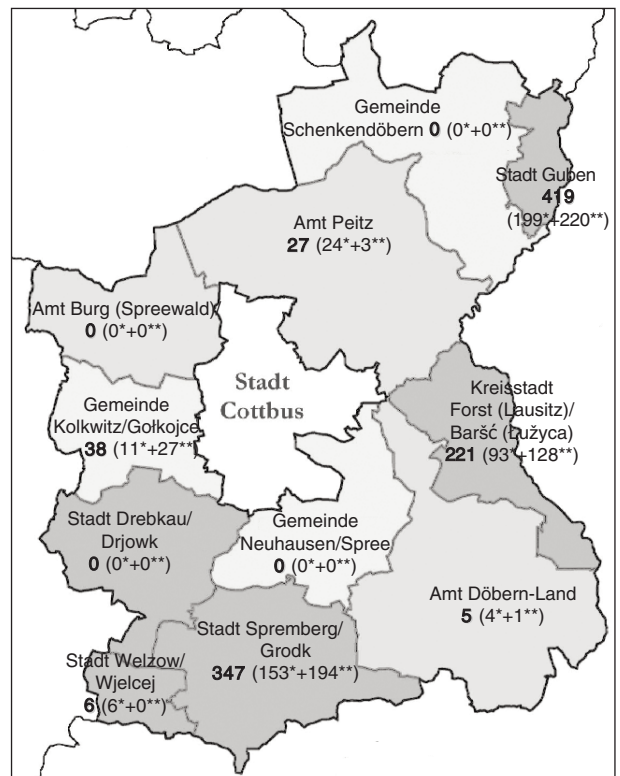 Gemeinde
Schenkendöbern 0 (0*+0**)
Stadt Guben
419
(199*+220**)
Amt Peitz
27 (24*+3**)
Amt Burg (Spreewald)
0 (0*+0**)
Stadt
Cottbus
Kreisstadt
Forst (Lausitz)/
Baršć (Łužyca)
221 (93*+128**)
Gemeinde
Kolkwitz/Gołkojce
38 (11*+27**)
Stadt Drebkau/
Drjowk
0 (0*+0**)
Gemeinde
Neuhausen/Spree
0 (0*+0**)
Amt Döbern-Land
5 (4*+1**)
Stadt Spremberg/
Grodk
347 (153*+194**)
Stadt Welzow/
Wjelcej
6 (6*+0**)